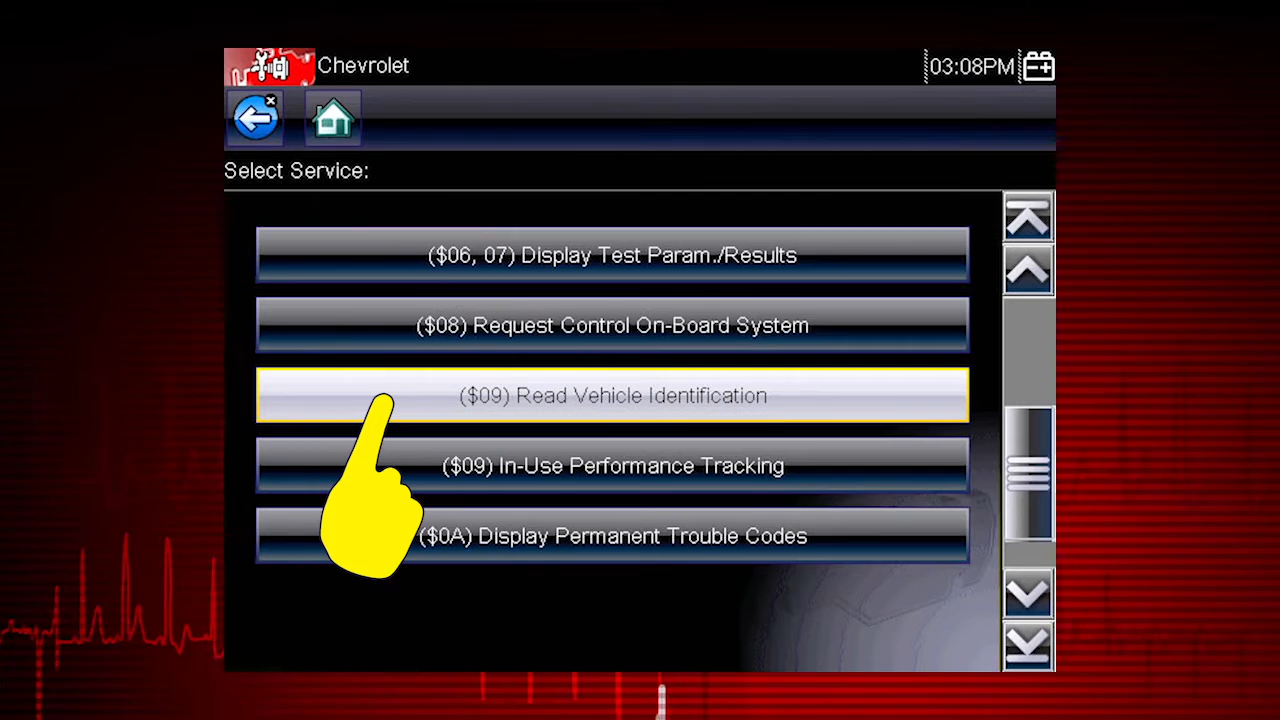 Chevrolet
03:08PM
Select Service:
($06, 07) Display Test Param./Results
($08) Request Control On-Board System
($09) Read Vehicle Identification
($09) In-Use Performance Tracking
($0A) Display Permanent Trouble Codes